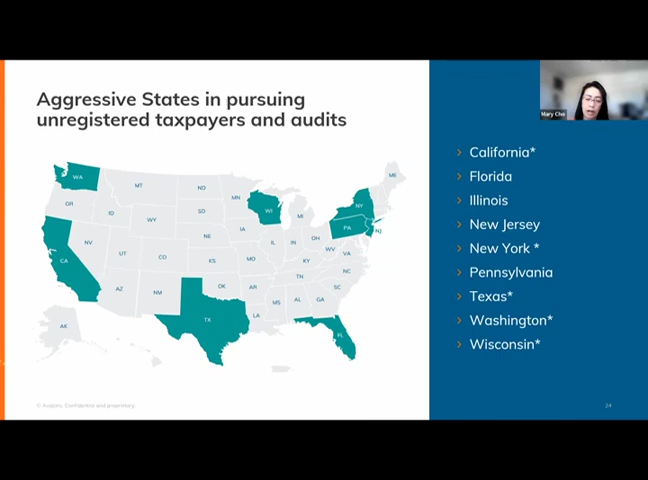 Aggressive States in pursuing
unregistered taxpayers and audits
WA
MT
ND
MN
ME
OR
ID
SD
WI
MI
NY
WY
IA
PA
NJ
NV
NE
IL
IN
OH
UT
CO
KS
MO
KY
WV
VA
CA
AZ
NM
OK
AR
TN
NC
SC
TX
LA
MS
AL
GA
FL
AK
California*
Florida
Illinois
New Jersey
New York *
Pennsylvania
Texas*
Washington*
Wisconsin*
© Avalara. Confidential and proprietary.
24